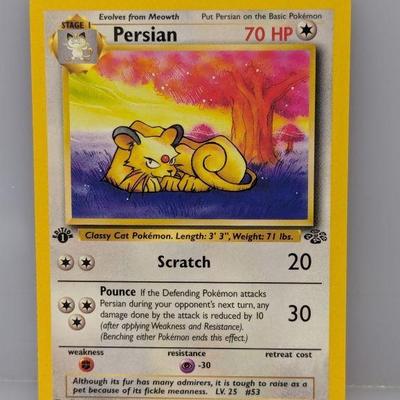 Evolves from Meowth Put Persian on the Basic Pokémon
STAGE 1
Persian 70 HP
EDITION 1
Classy Cat Pokémon. Length: 3' 3", Weight: 71 lbs.
Scratch 20
Pounce If the Defending Pokémon attacks
Persian during your opponent's next turn, any
damage done by the attack is reduced by 10
(after applying Weakness and Resistance).
(Benching either Pokémon ends this effect.)
30
weakness resistance retreat cost
-30
Although its fur has many admirers, it is tough to raise as a
pet because of its fickle meanness. LV. 25 #53